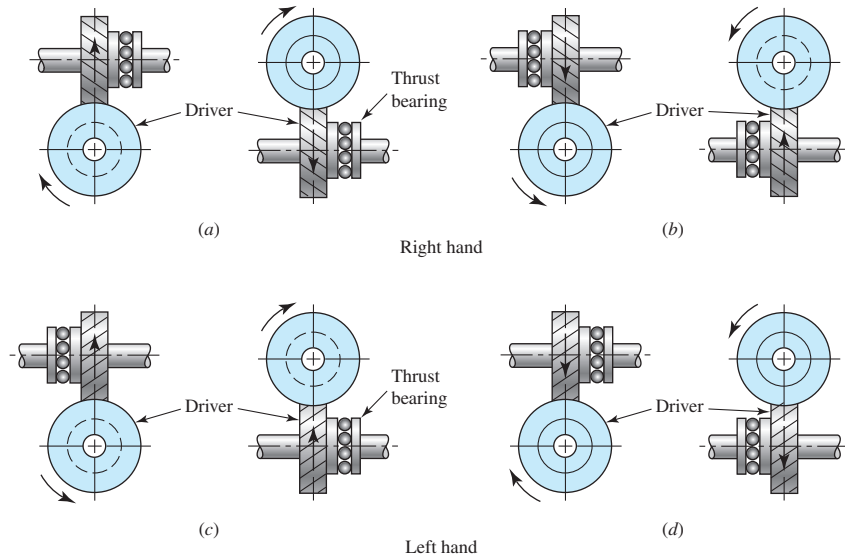 Driver
Thrust
bearing
Driver
(a)
(b)
Right hand
Driver
Thrust
bearing
Driver
(c)
(d)
Left hand